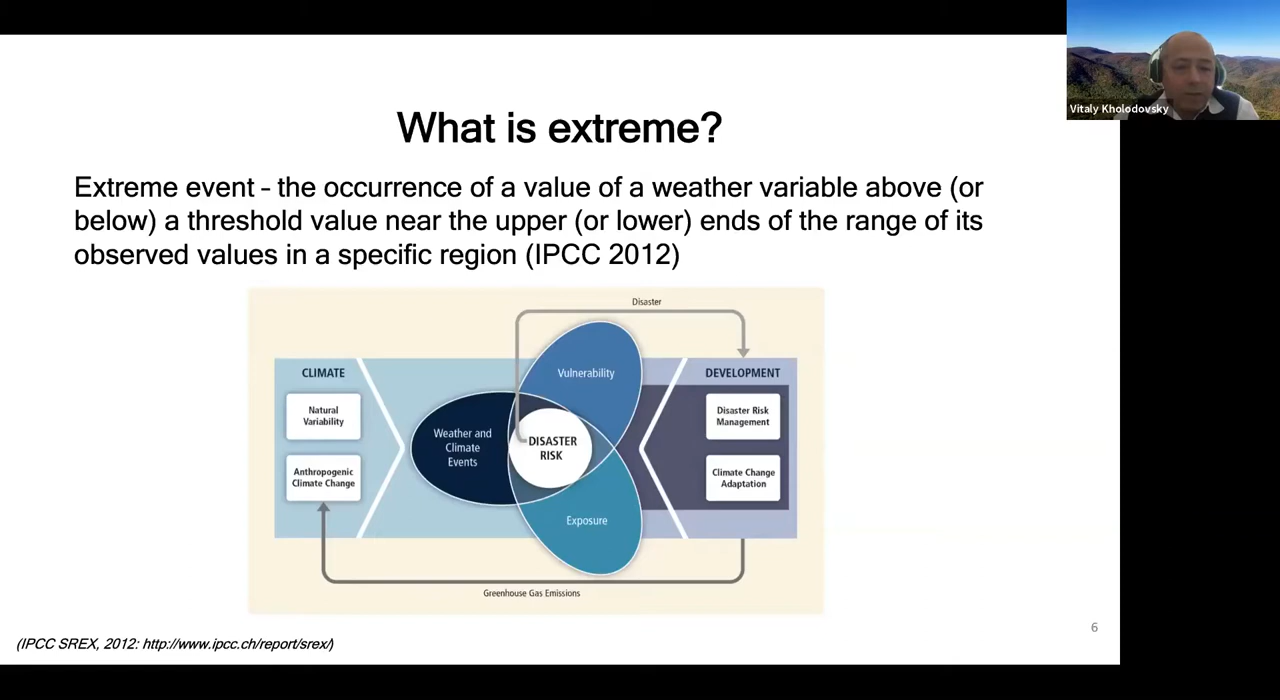 Vitaly Kholodovsky
What is extreme?
Extreme event - the occurrence of a value of a weather variable above (or
below) a threshold value near the upper (or lower) ends of the range of its
observed values in a specific region (IPCC 2012)
Disaster
CLIMATE
Natural
Variability
Anthropogenic
Climate Change
Weather and
Climate
Events
Vulnerability
DISASTER
RISK
Exposure
DEVELOPMENT
Disaster Risk
Management
Climate Change
Adaptation
Greenhouse Gas Emissions
(IPCC SREX, 2012: http://www.ipcc.ch/report/srex/)
6